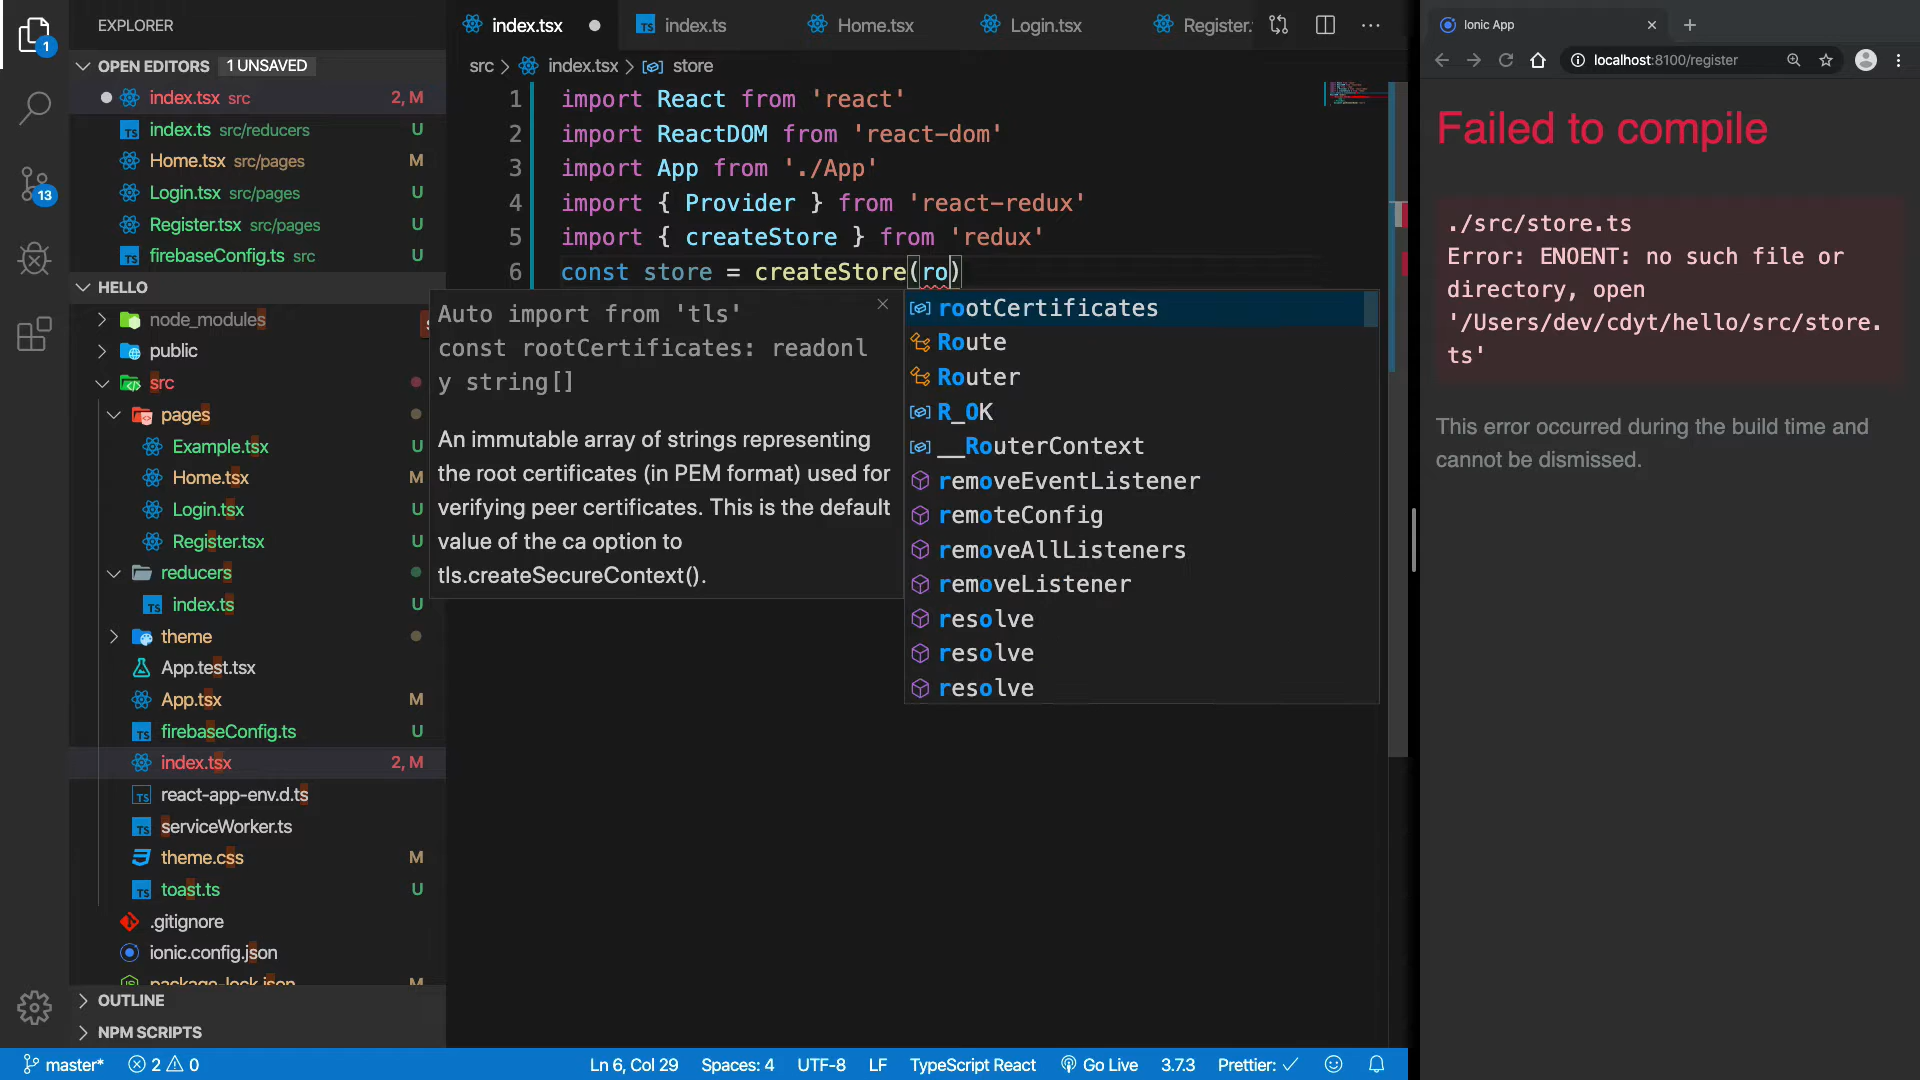 EXPLORER
OPEN EDITORS 1 UNSAVED
index.tsx src 2, M
index.ts src/reducers U
Home.tsx src/pages M
Login.tsx src/pages U
Register.tsx src/pages U
firebaseConfig.ts src U
HELLO
node_modules
public
src
pages
Example.tsx U
Home.tsx M
Login.tsx U
Register.tsx U
reducers
index.ts U
theme
App.test.tsx
App.tsx M
firebaseConfig.ts U
index.tsx 2, M
react-app-env.d.ts
serviceWorker.ts
theme.css M
toast.ts U
.gitignore
ionic.config.json
package-lock.json M
OUTLINE
NPM SCRIPTS
1
13
index.tsx
index.ts
Home.tsx
Login.tsx
Register.
src > index.tsx > store
1 import React from 'react'
2 import ReactDOM from 'react-dom'
3 import App from './App'
4 import { Provider } from 'react-redux'
5 import { createStore } from 'redux'
6 const store = createStore(ro)
Auto import from 'tls'
const rootCertificates: readonl
y string[]
An immutable array of strings representing
the root certificates (in PEM format) used for
verifying peer certificates. This is the default
value of the ca option to
tls.createSecureContext().
rootCertificates
Route
Router
R_OK
__RouterContext
removeEventListener
remoteConfig
removeAllListeners
removeListener
resolve
resolve
resolve
master* 2 0
Ln 6, Col 29 Spaces: 4 UTF-8 LF TypeScript React Go Live 3.7.3 Prettier: ✓
Ionic App
localhost:8100/register
Failed to compile
./src/store.ts
Error: ENOENT: no such file or
directory, open
'/Users/dev/cdyt/hello/src/store.
ts'
This error occurred during the build time and
cannot be dismissed.